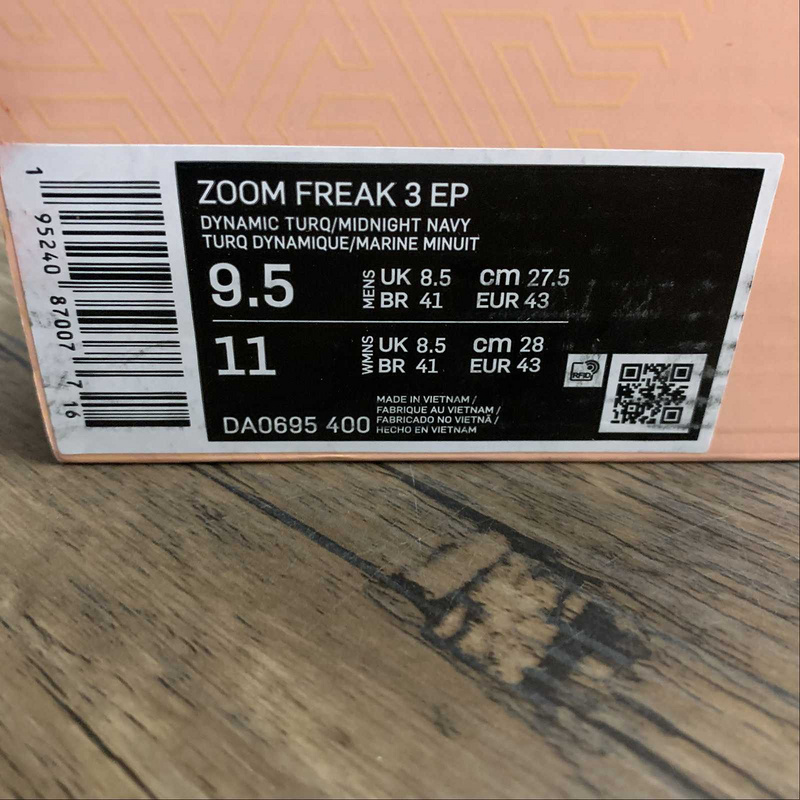 ZOOM FREAK 3 EP
DYNAMIC TURQ/MIDNIGHT NAVY
TURQ DYNAMIQUE/MARINE MINUIT
9.5 MENS UK 8.5 cm 27.5
BR 41 EUR 43
11 WMNS UK 8.5 cm 28
BR 41 EUR 43
RFID
DA0695 400
MADE IN VIETNAM /
FABRIQUE AU VIETNAM /
FABRICADO NO VIETNÃ /
HECHO EN VIETNAM
1 95240 87007 7 16